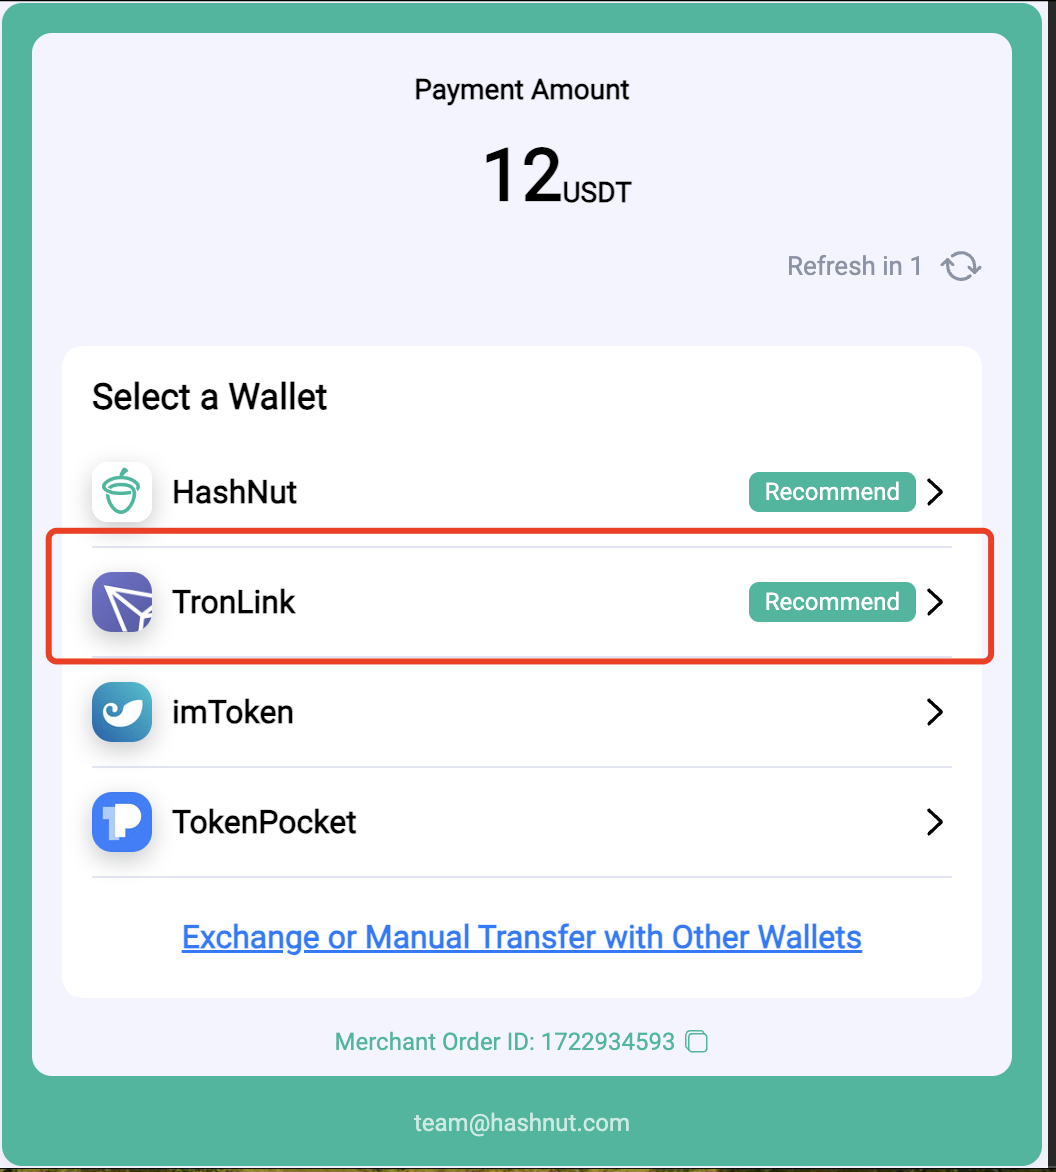 Payment Amount
12USDT
Refresh in 1
Select a Wallet
HashNut Recommend
TronLink Recommend
imToken
TokenPocket
Exchange or Manual Transfer with Other Wallets
Merchant Order ID: 1722934593
team@hashnut.com